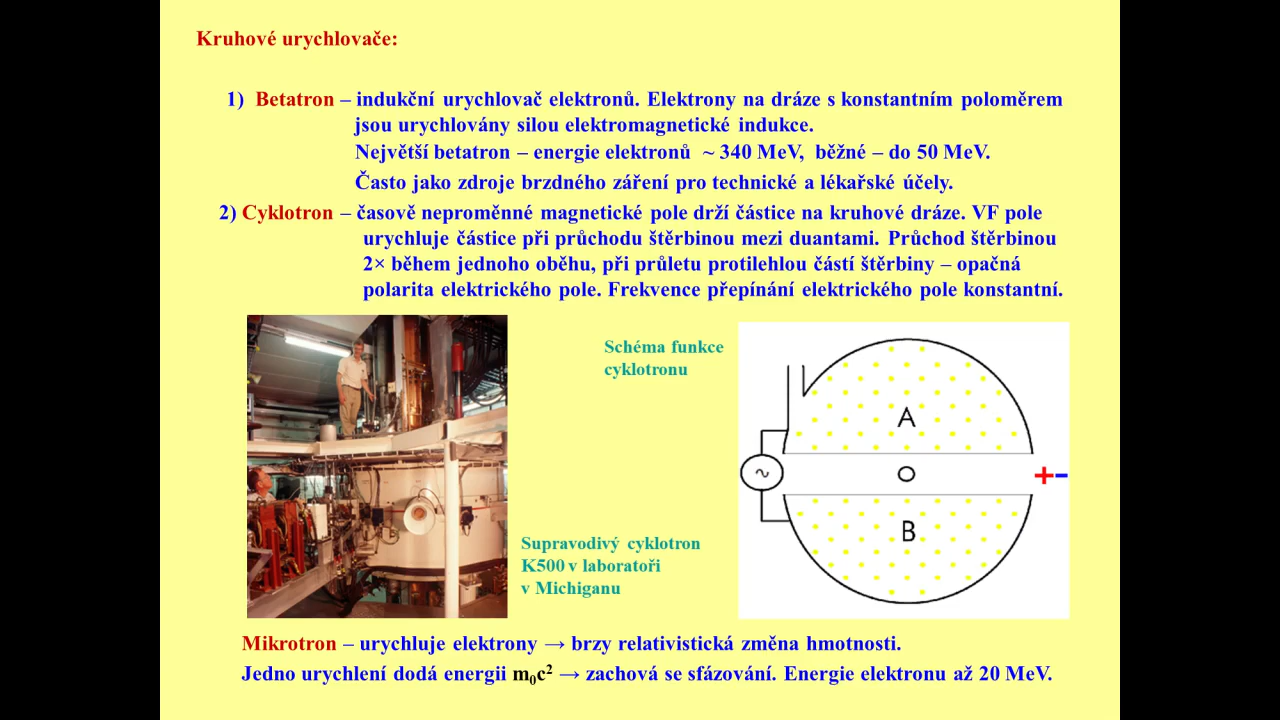 Kruhové urychlovače:
1) Betatron – indukční urychlovač elektronů. Elektrony na dráze s konstantním poloměrem
jsou urychlovány silou elektromagnetické indukce.
Největší betatron – energie elektronů ~ 340 MeV, běžné – do 50 MeV.
Často jako zdroje brzdného záření pro technické a lékařské účely.
2) Cyklotron – časově neproměnné magnetické pole drží částice na kruhové dráze. VF pole
urychluje částice při průchodu štěrbinou mezi duantami. Průchod štěrbinou
2× během jednoho oběhu, při průletu protilehlou částí štěrbiny – opačná
polarita elektrického pole. Frekvence přepínání elektrického pole konstantní.
Schéma funkce
cyklotronu
A
+–
B
Supravodivý cyklotron
K500 v laboratoři
v Michiganu
Mikrotron – urychluje elektrony → brzy relativistická změna hmotnosti.
Jedno urychlení dodá energii m₀c² → zachová se sfázování. Energie elektronu až 20 MeV.